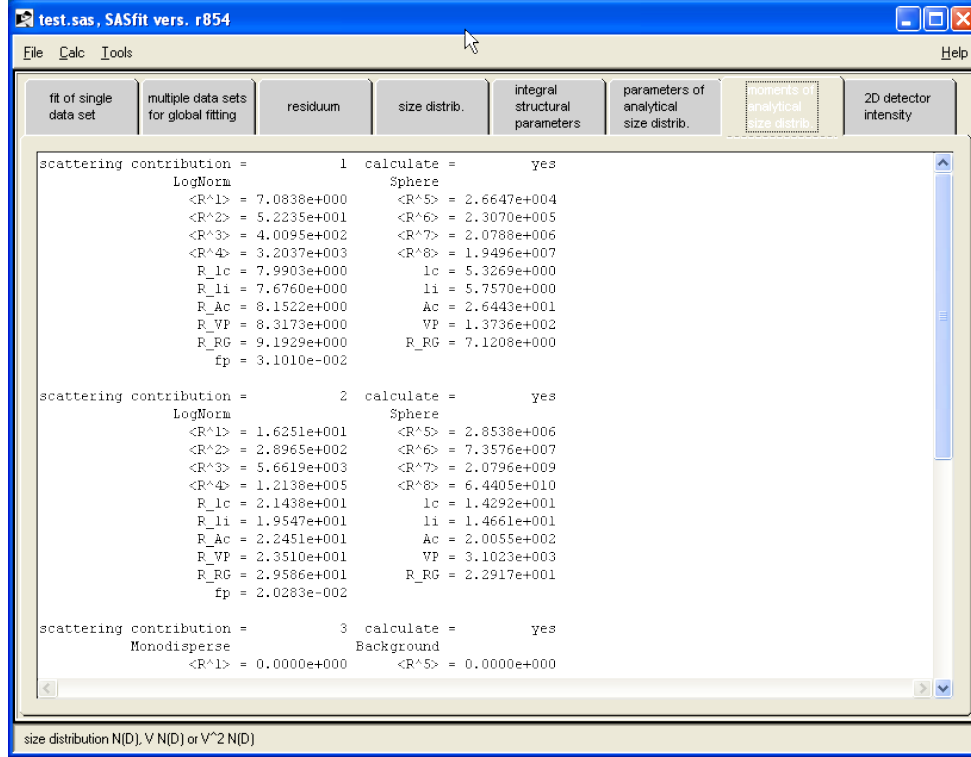 test.sas, SASfit vers. r854
File Calc Tools Help
fit of single data set
multiple data sets for global fitting
residuum
size distrib.
integral structural parameters
parameters of analytical size distrib.
moments of analytical size distrib.
2D detector intensity
scattering contribution = 1 calculate = yes
LogNorm Sphere
<R^1> = 7.0838e+000 <R^5> = 2.6647e+004
<R^2> = 5.2235e+001 <R^6> = 2.3070e+005
<R^3> = 4.0095e+002 <R^7> = 2.0788e+006
<R^4> = 3.2037e+003 <R^8> = 1.9496e+007
R_lc = 7.9903e+000 lc = 5.3269e+000
R_li = 7.6760e+000 li = 5.7570e+000
R_Ac = 8.1522e+000 Ac = 2.6443e+001
R_VP = 8.3173e+000 VP = 1.3736e+002
R_RG = 9.1929e+000 R_RG = 7.1208e+000
fp = 3.1010e-002
scattering contribution = 2 calculate = yes
LogNorm Sphere
<R^1> = 1.6251e+001 <R^5> = 2.8538e+006
<R^2> = 2.8965e+002 <R^6> = 7.3576e+007
<R^3> = 5.6619e+003 <R^7> = 2.0796e+009
<R^4> = 1.2138e+005 <R^8> = 6.4405e+010
R_lc = 2.1438e+001 lc = 1.4292e+001
R_li = 1.9547e+001 li = 1.4661e+001
R_Ac = 2.2451e+001 Ac = 2.0055e+002
R_VP = 2.3510e+001 VP = 3.1023e+003
R_RG = 2.9586e+001 R_RG = 2.2917e+001
fp = 2.0283e-002
scattering contribution = 3 calculate = yes
Monodisperse Background
<R^1> = 0.0000e+000 <R^5> = 0.0000e+000
size distribution N(D), V N(D) or V^2 N(D)